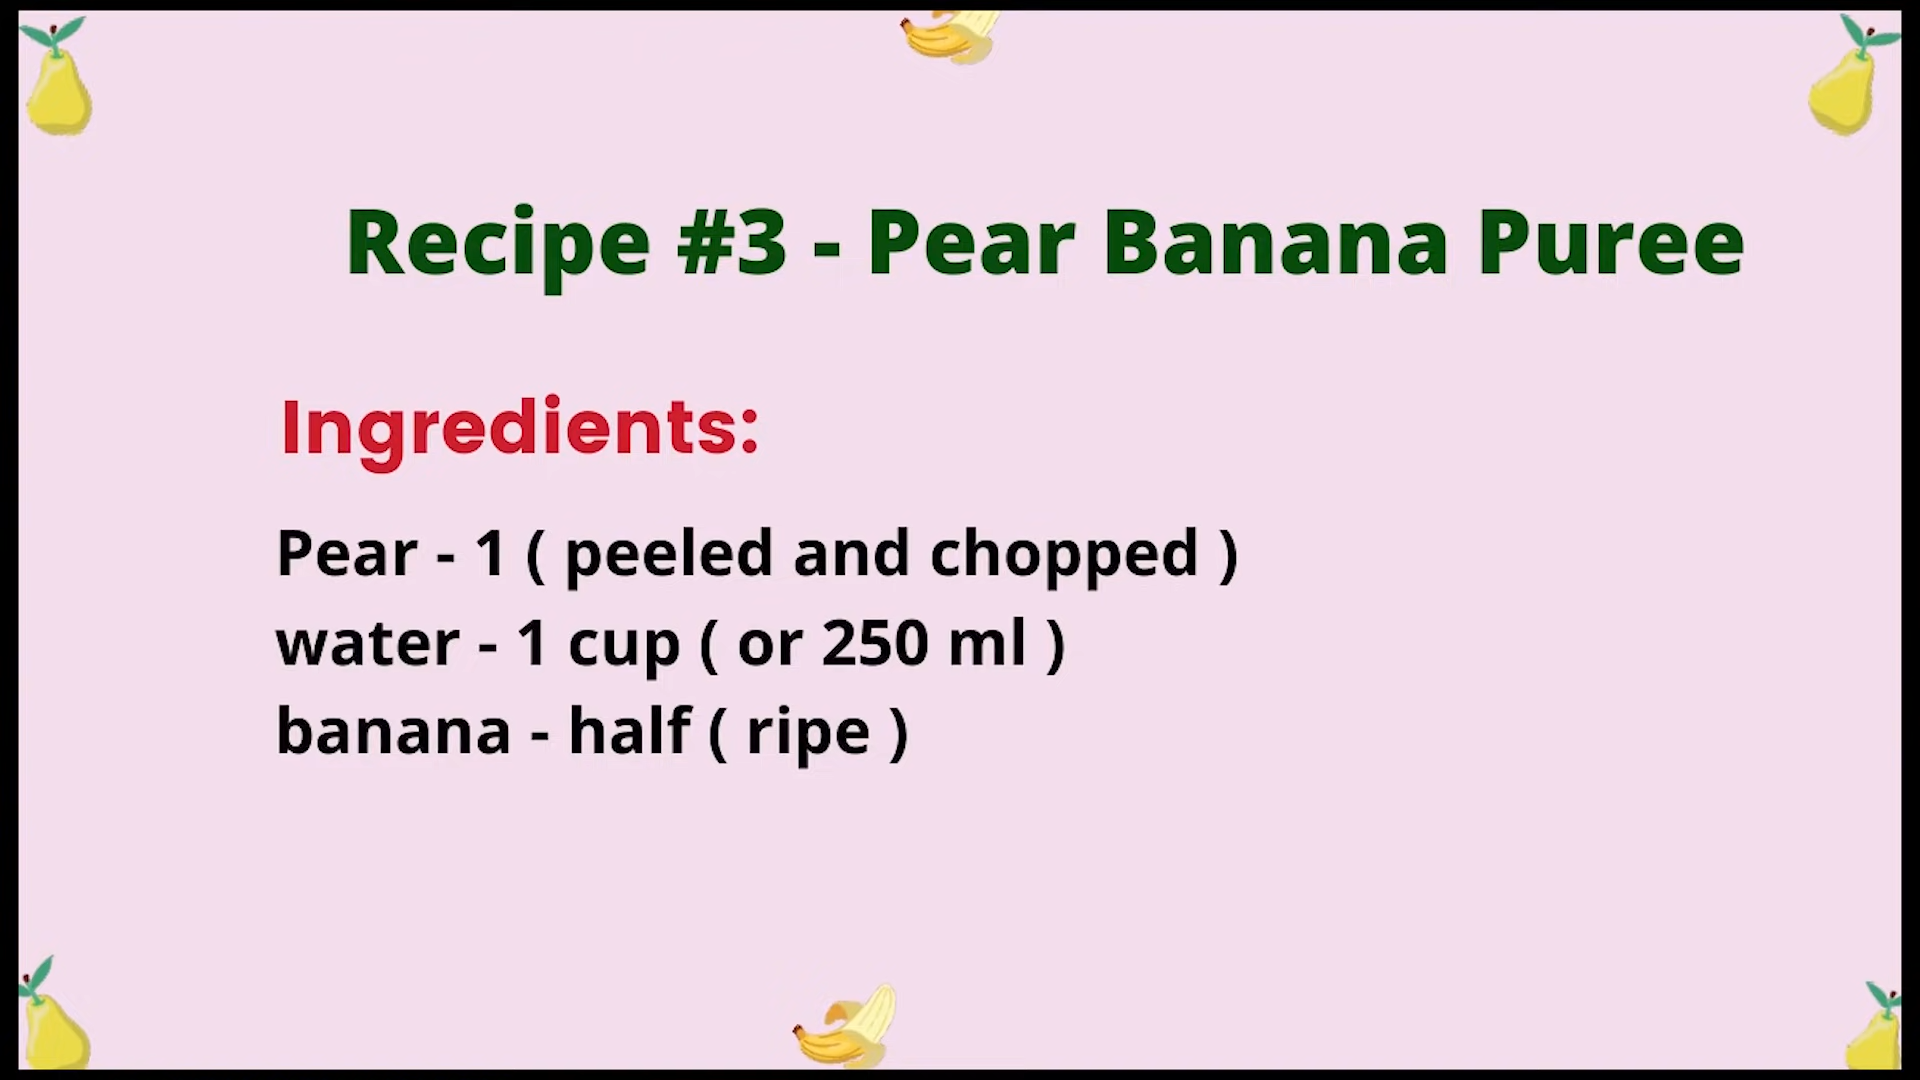 Recipe #3 - Pear Banana Puree
Ingredients:
Pear - 1 ( peeled and chopped )
water - 1 cup ( or 250 ml )
banana - half ( ripe )